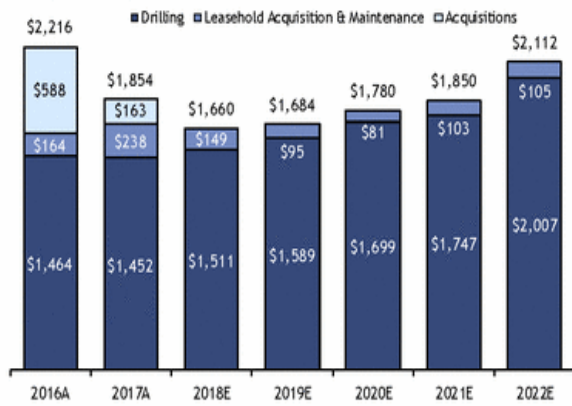 Drilling Leasehold Acquisition & Maintenance Acquisitions
$2,216 $1,854 $1,660 $1,684 $1,780 $1,850 $2,112
$588 $163
$164 $238 $149 $95 $81 $103 $105
$1,464 $1,452 $1,511 $1,589 $1,699 $1,747 $2,007
2016A 2017A 2018E 2019E 2020E 2021E 2022E